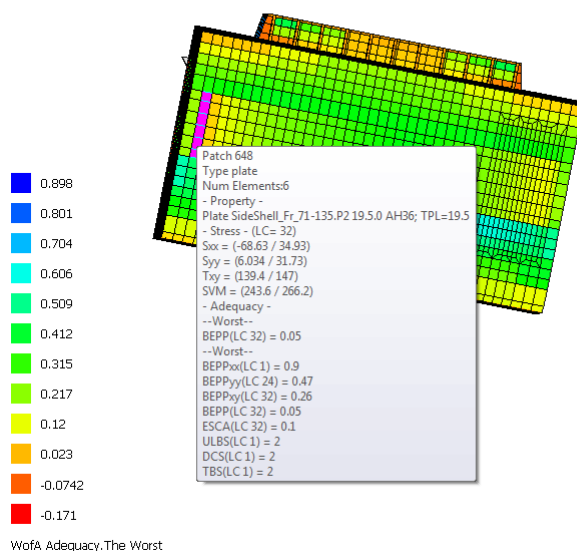 Patch 648
Type plate
Num Elements:6
- Property -
Plate SideShell_Fr_71-135.P2 19.5.0 AH36; TPL=19.5
- Stress - (LC= 32)
Sxx = (-68.63 / 34.93)
Syy = (6.034 / 31.73)
Txy = (139.4 / 147)
SVM = (243.6 / 266.2)
- Adequacy -
--Worst--
BEPP(LC 32) = 0.05
--Worst--
BEPPxx(LC 1) = 0.9
BEPPyy(LC 24) = 0.47
BEPPxy(LC 32) = 0.26
BEPP(LC 32) = 0.05
ESCA(LC 32) = 0.1
ULBS(LC 1) = 2
DCS(LC 1) = 2
TBS(LC 1) = 2
0.898
0.801
0.704
0.606
0.509
0.412
0.315
0.217
0.12
0.023
-0.0742
-0.171
WofA Adequacy.The Worst